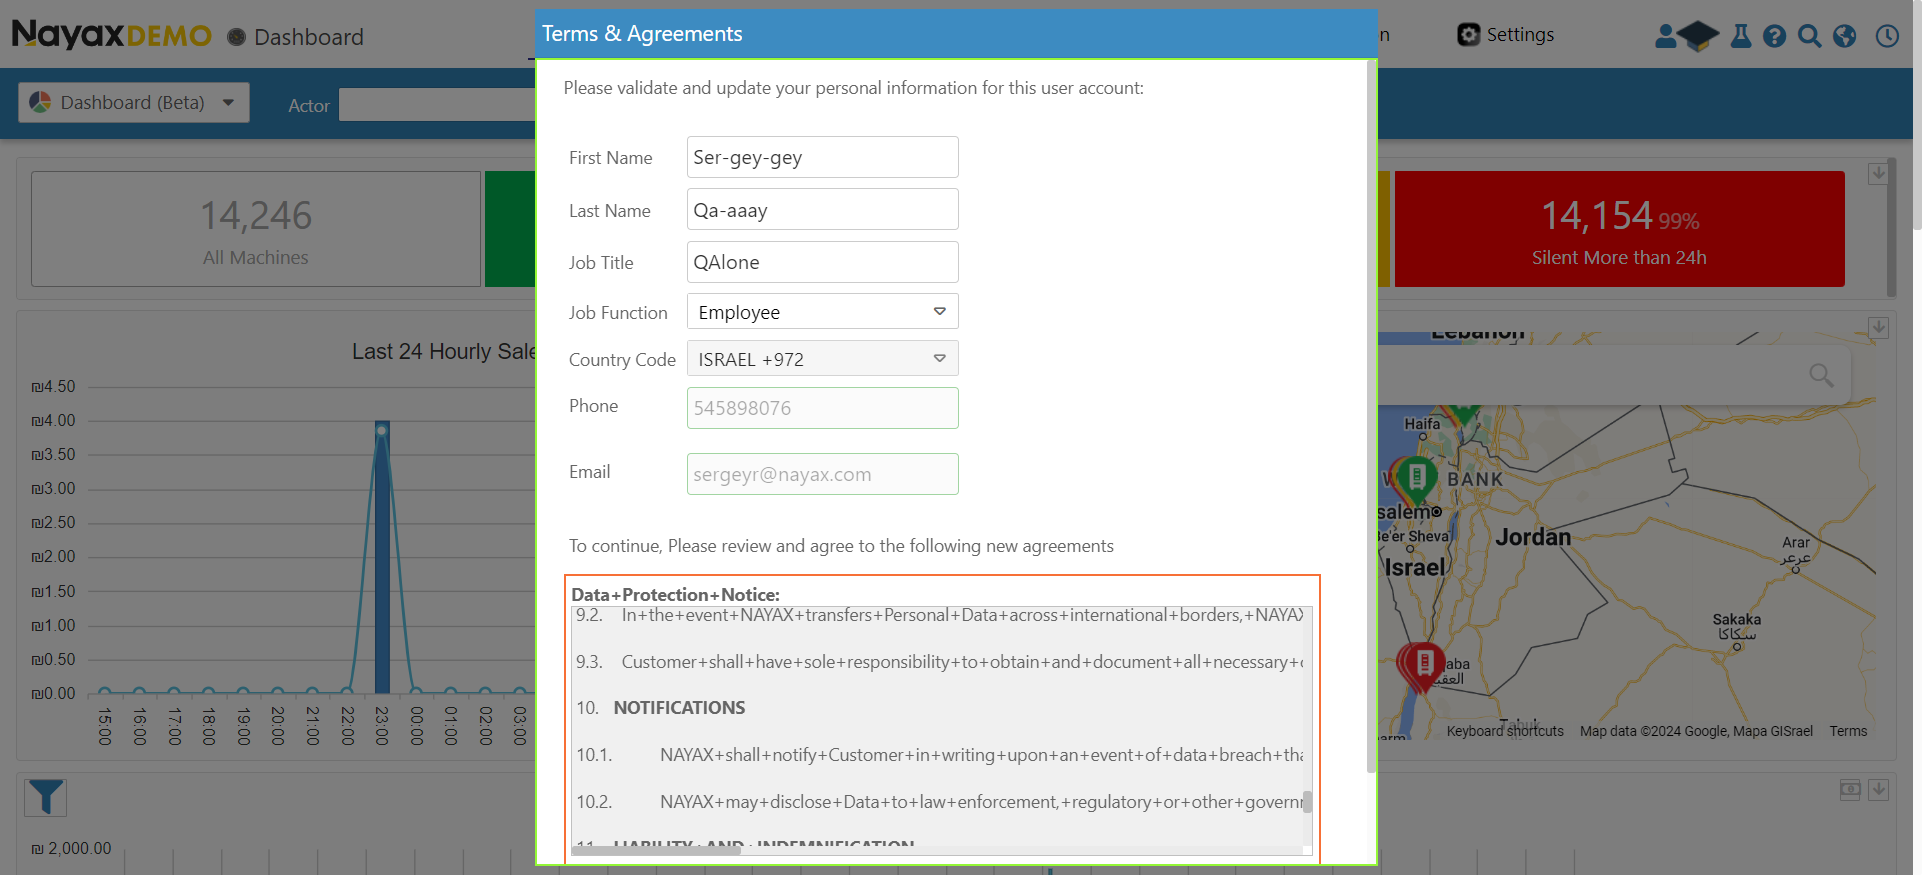 NayaxDEMO
Dashboard
n
Settings
Terms & Agreements
Dashboard (Beta)
Actor
Please validate and update your personal information for this user account:
First Name
Ser-gey-gey
Last Name
Qa-aaay
Job Title
QAlone
Job Function
Employee
Country Code
ISRAEL +972
Phone
545898076
Email
sergeyr@nayax.com
To continue, Please review and agree to the following new agreements
Data+Protection+Notice:
9.2. In+the+event+NAYAX+transfers+Personal+Data+across+international+borders,+NAYAX
9.3. Customer+shall+have+sole+responsibility+to+obtain+and+document+all+necessary+
10. NOTIFICATIONS
10.1. NAYAX+shall+notify+Customer+in+writing+upon+an+event+of+data+breach+tha
10.2. NAYAX+may+disclose+Data+to+law+enforcement,+regulatory+or+other+govern
11. LIABILITY+AND+INDEMNIFICATION
14,246
All Machines
14,154 99%
Silent More than 24h
Last 24 Hourly Sale
₪4.50
₪4.00
₪3.50
₪3.00
₪2.50
₪2.00
₪1.50
₪1.00
₪0.50
₪0.00
15:00
16:00
17:00
18:00
19:00
20:00
21:00
22:00
23:00
00:00
01:00
02:00
03:00
Lebanon
Haifa
W BANK
salem
Be'er Sheva
Israel
Jordan
Arar
عرعر
Sakaka
سكاكا
aba
العقبة
Tabuk
Keyboard shortcuts
Map data ©2024 Google, Mapa GISrael
Terms
₪ 2,000.00